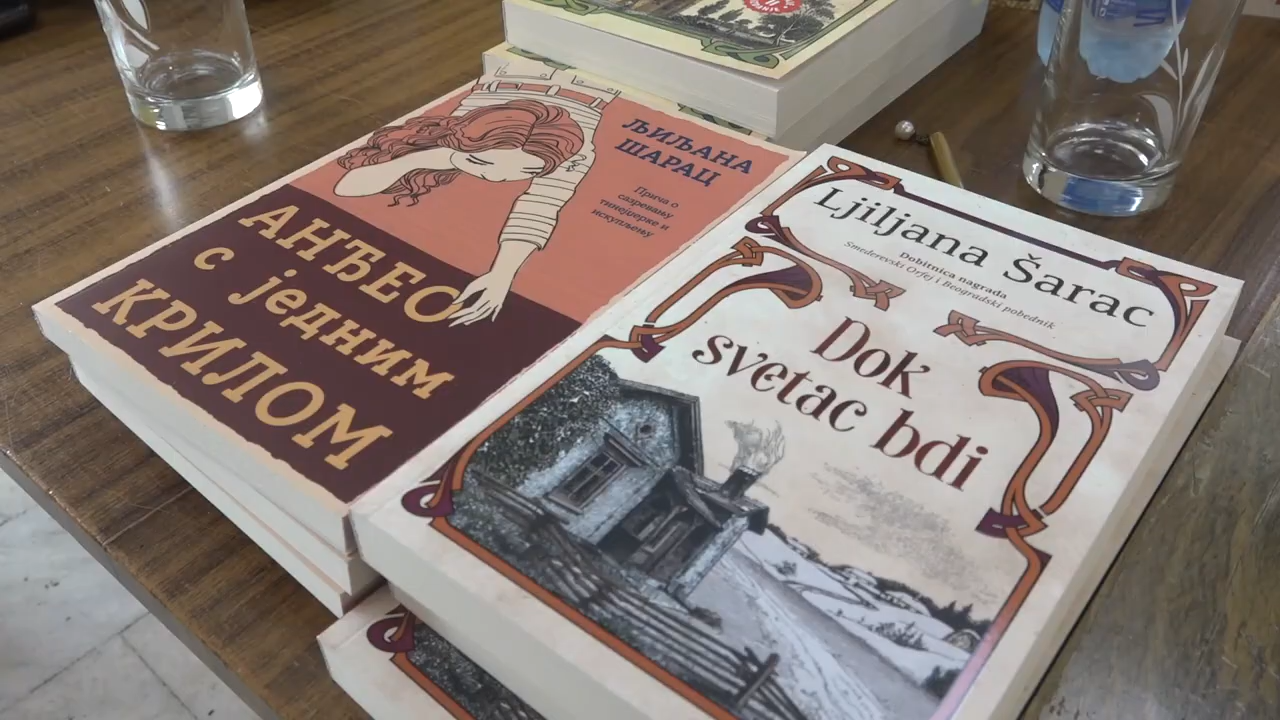 ЉИЉАНА
ШАРАЦ
Прича о
сазревању
тинејџерке и
искупљењу
АНЂЕО
с једним
КРИЛОМ
Ljiljana Šarac
Dobitnica nagrada
Smederevski Orfej i Beogradski pobednik
Dok
svetac bdi